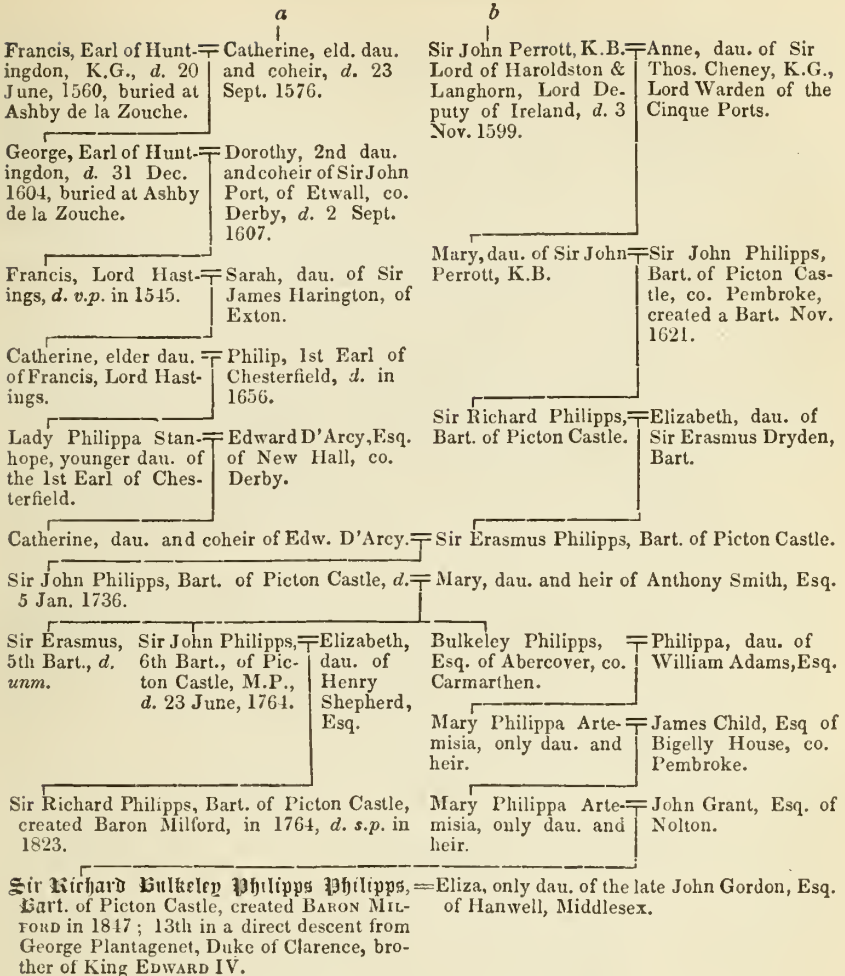 a
b
Francis, Earl of Hunt-
ingdon, K.G., d. 20
June, 1560, buried at
Ashby de la Zouche.
Catherine, eld. dau.
and coheir, d. 23
Sept. 1576.
Sir John Perrott, K.B.
Lord of Haroldston &
Langhorn, Lord De-
puty of Ireland, d. 3
Nov. 1599.
Anne, dau. of Sir
Thos. Cheney, K.G.,
Lord Warden of the
Cinque Ports.
George, Earl of Hunt-
ingdon, d. 31 Dec.
1604, buried at Ashby
de la Zouche.
Dorothy, 2nd dau.
and coheir of Sir John
Port, of Etwall, co.
Derby, d. 2 Sept.
1607.
Mary, dau. of Sir John
Perrott, K.B.
Sir John Philipps,
Bart. of Picton Cas-
tle, co. Pembroke,
created a Bart. Nov.
1621.
Francis, Lord Hast-
ings, d. v.p. in 1545.
Sarah, dau. of Sir
James Harington, of
Exton.
Catherine, elder dau.
of Francis, Lord Hast-
ings.
Philip, 1st Earl of
Chesterfield, d. in
1656.
Sir Richard Philipps,
Bart. of Picton Castle.
Elizabeth, dau. of
Sir Erasmus Dryden,
Bart.
Lady Philippa Stan-
hope, younger dau. of
the 1st Earl of Ches-
terfield.
Edward D'Arcy, Esq.
of New Hall, co.
Derby.
Catherine, dau. and coheir of Edw. D'Arcy.
Sir Erasmus Philipps, Bart. of Picton Castle.
Sir John Philipps, Bart. of Picton Castle, d.
5 Jan. 1736.
Mary, dau. and heir of Anthony Smith, Esq.
Sir Erasmus,
5th Bart., d.
unm.
Sir John Philipps,
6th Bart., of Pic-
ton Castle, M.P.,
d. 23 June, 1764.
Elizabeth,
dau. of
Henry
Shepherd,
Esq.
Bulkeley Philipps,
Esq. of Abercover, co.
Carmarthen.
Philippa, dau. of
William Adams, Esq.
Mary Philippa Arte-
misia, only dau. and
heir.
James Child, Esq of
Bigelly House, co.
Pembroke.
Sir Richard Philipps, Bart. of Picton Castle,
created Baron Milford, in 1764, d. s.p. in
1823.
Mary Philippa Arte-
misia, only dau. and
heir.
John Grant, Esq. of
Nolton.
Sir Richard Bulkeley Philipps Philipps,
Bart. of Picton Castle, created BARON MIL-
FORD in 1847; 13th in a direct descent from
George Plantagenet, Duke of Clarence, bro-
ther of King EDWARD IV.
Eliza, only dau. of the late John Gordon, Esq.
of Hanwell, Middlesex.